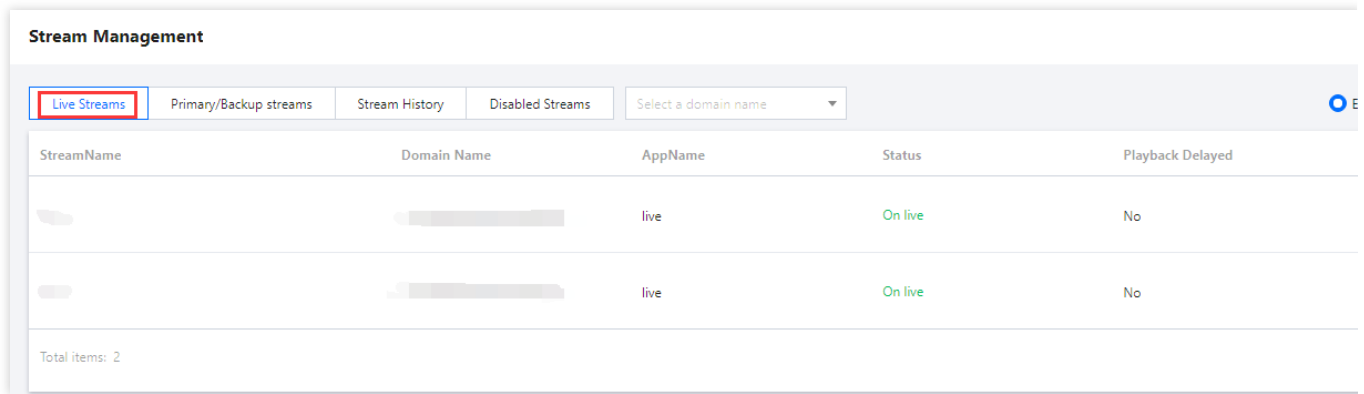 Stream Management
Live Streams Primary/Backup streams Stream History Disabled Streams Select a domain name
StreamName Domain Name AppName Status Playback Delayed
live On live No
live On live No
Total items: 2